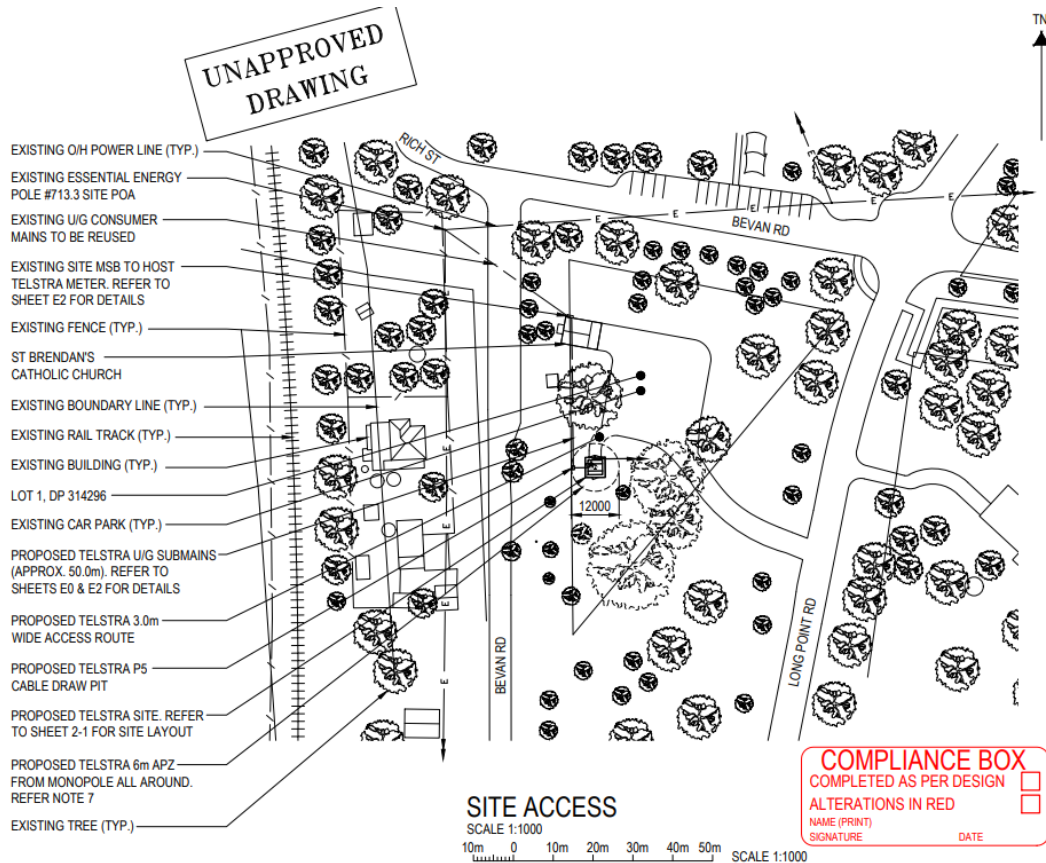 UNAPPROVED
DRAWING
TN
EXISTING O/H POWER LINE (TYP.)
EXISTING ESSENTIAL ENERGY
POLE #713.3 SITE POA
EXISTING U/G CONSUMER
MAINS TO BE REUSED
EXISTING SITE MSB TO HOST
TELSTRA METER. REFER TO
SHEET E2 FOR DETAILS
EXISTING FENCE (TYP.)
ST BRENDAN'S
CATHOLIC CHURCH
EXISTING BOUNDARY LINE (TYP.)
EXISTING RAIL TRACK (TYP.)
EXISTING BUILDING (TYP.)
LOT 1, DP 314296
EXISTING CAR PARK (TYP.)
PROPOSED TELSTRA U/G SUBMAINS
(APPROX. 50.0m). REFER TO
SHEETS E0 & E2 FOR DETAILS
PROPOSED TELSTRA 3.0m
WIDE ACCESS ROUTE
PROPOSED TELSTRA P5
CABLE DRAW PIT
PROPOSED TELSTRA SITE. REFER
TO SHEET 2-1 FOR SITE LAYOUT
PROPOSED TELSTRA 6m APZ
FROM MONOPOLE ALL AROUND.
REFER NOTE 7
EXISTING TREE (TYP.)
RICH ST
E E E E
BEVAN RD
12000
E
E
E
E
BEVAN RD
LONG POINT RD
SITE ACCESS
SCALE 1:1000
10m 0 10m 20m 30m 40m 50m SCALE 1:1000
COMPLIANCE BOX
COMPLETED AS PER DESIGN
ALTERATIONS IN RED
NAME (PRINT)
SIGNATURE DATE